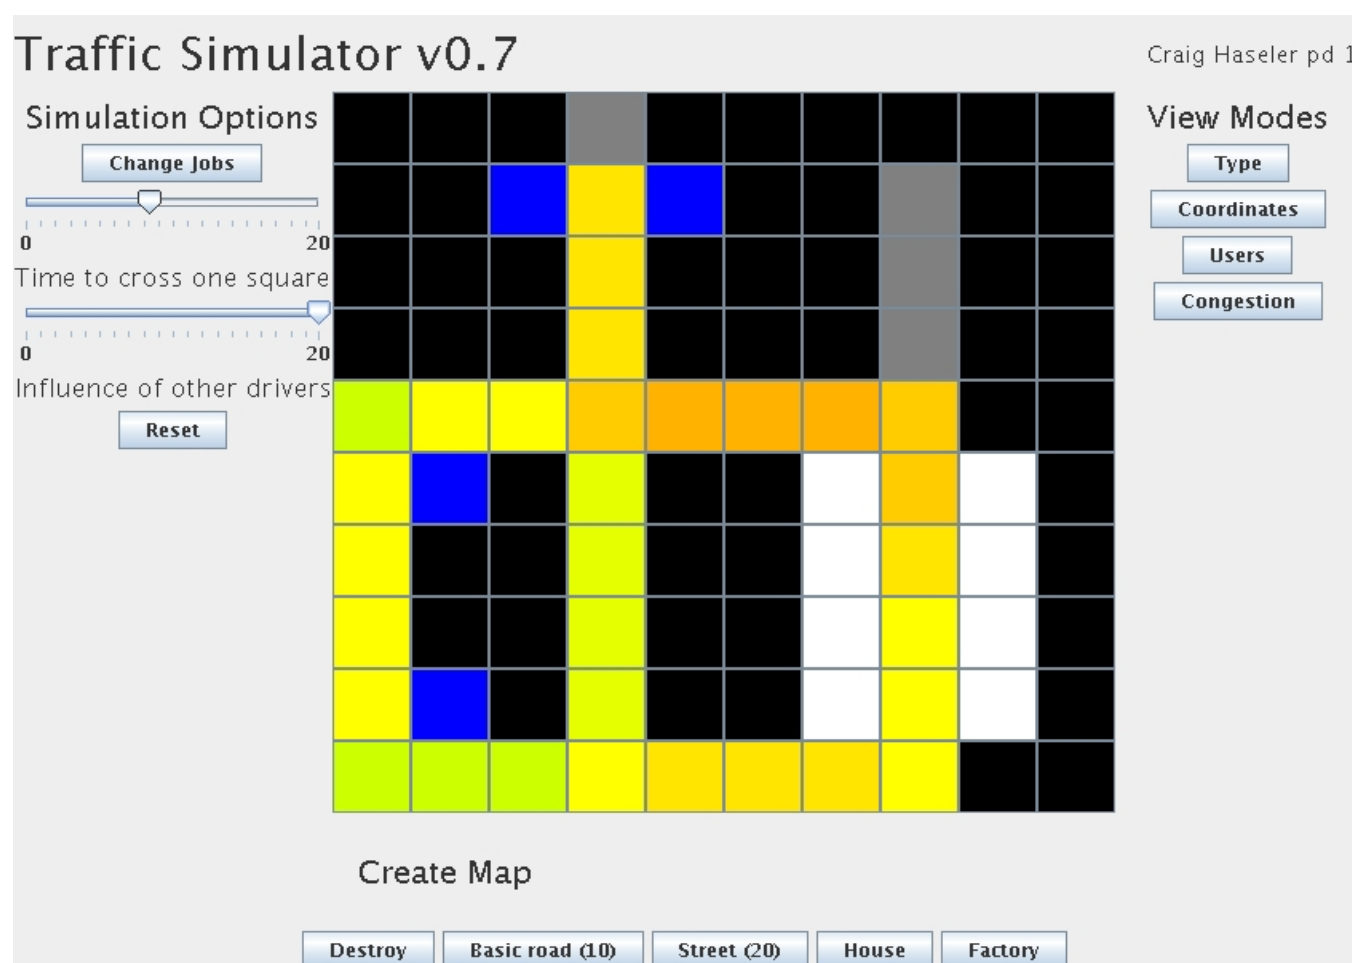 Traffic Simulator v0.7
Craig Haseler pd 1
Simulation Options
Change Jobs
0 20
Time to cross one square
0 20
Influence of other drivers
Reset
View Modes
Type
Coordinates
Users
Congestion
Create Map
Destroy
Basic road (10)
Street (20)
House
Factory